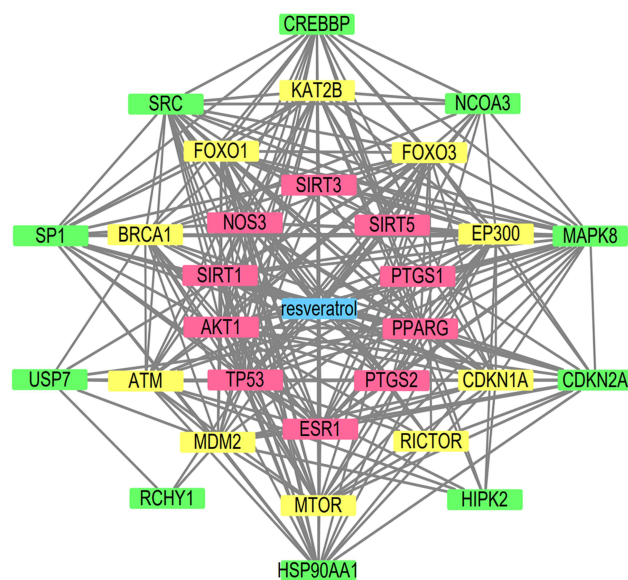 CREBBP
KAT2B
SRC
NCOA3
FOXO1
FOXO3
SIRT3
NOS3
SIRT5
SP1
BRCA1
EP300
MAPK8
SIRT1
PTGS1
resveratrol
AKT1
PPARG
USP7
ATM
TP53
PTGS2
CDKN1A
CDKN2A
ESR1
MDM2
RICTOR
RCHY1
MTOR
HIPK2
HSP90AA1